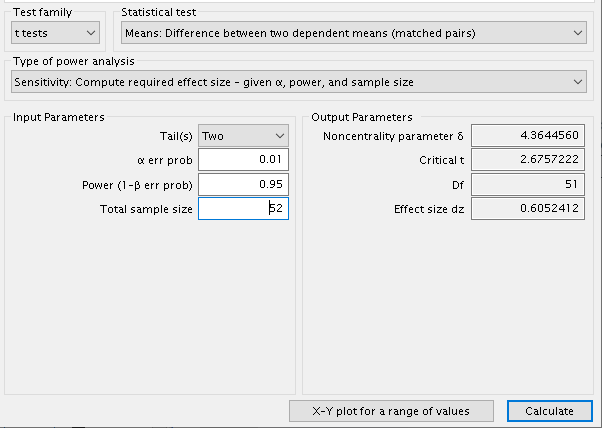 Test family
Statistical test
t tests
Means: Difference between two dependent means (matched pairs)
Type of power analysis
Sensitivity: Compute required effect size – given α, power, and sample size
Input Parameters
Output Parameters
Tail(s) Two
Noncentrality parameter δ 4.3644560
α err prob 0.01
Critical t 2.6757222
Power (1–β err prob) 0.95
Df 51
Total sample size 52
Effect size dz 0.6052412
X–Y plot for a range of values
Calculate